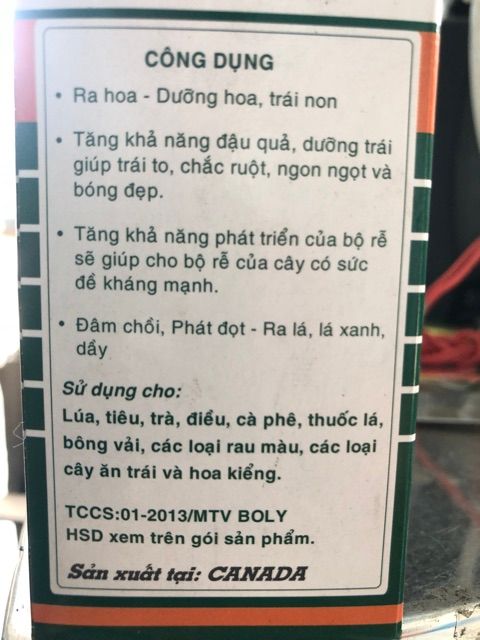 CÔNG DỤNG
• Ra hoa - Dưỡng hoa, trái non
• Tăng khả năng đậu quả, dưỡng trái
giúp trái to, chắc ruột, ngon ngọt và
bóng đẹp.
• Tăng khả năng phát triển của bộ rễ
sẽ giúp cho bộ rễ của cây có sức
đề kháng mạnh.
• Đâm chồi, Phát đọt - Ra lá, lá xanh,
dầy
Sử dụng cho:
Lúa, tiêu, trà, điều, cà phê, thuốc lá,
bông vải, các loại rau màu, các loại
cây ăn trái và hoa kiểng.
TCCS:01-2013/MTV BOLY
HSD xem trên gói sản phẩm.
Sản xuất tại: CANADA